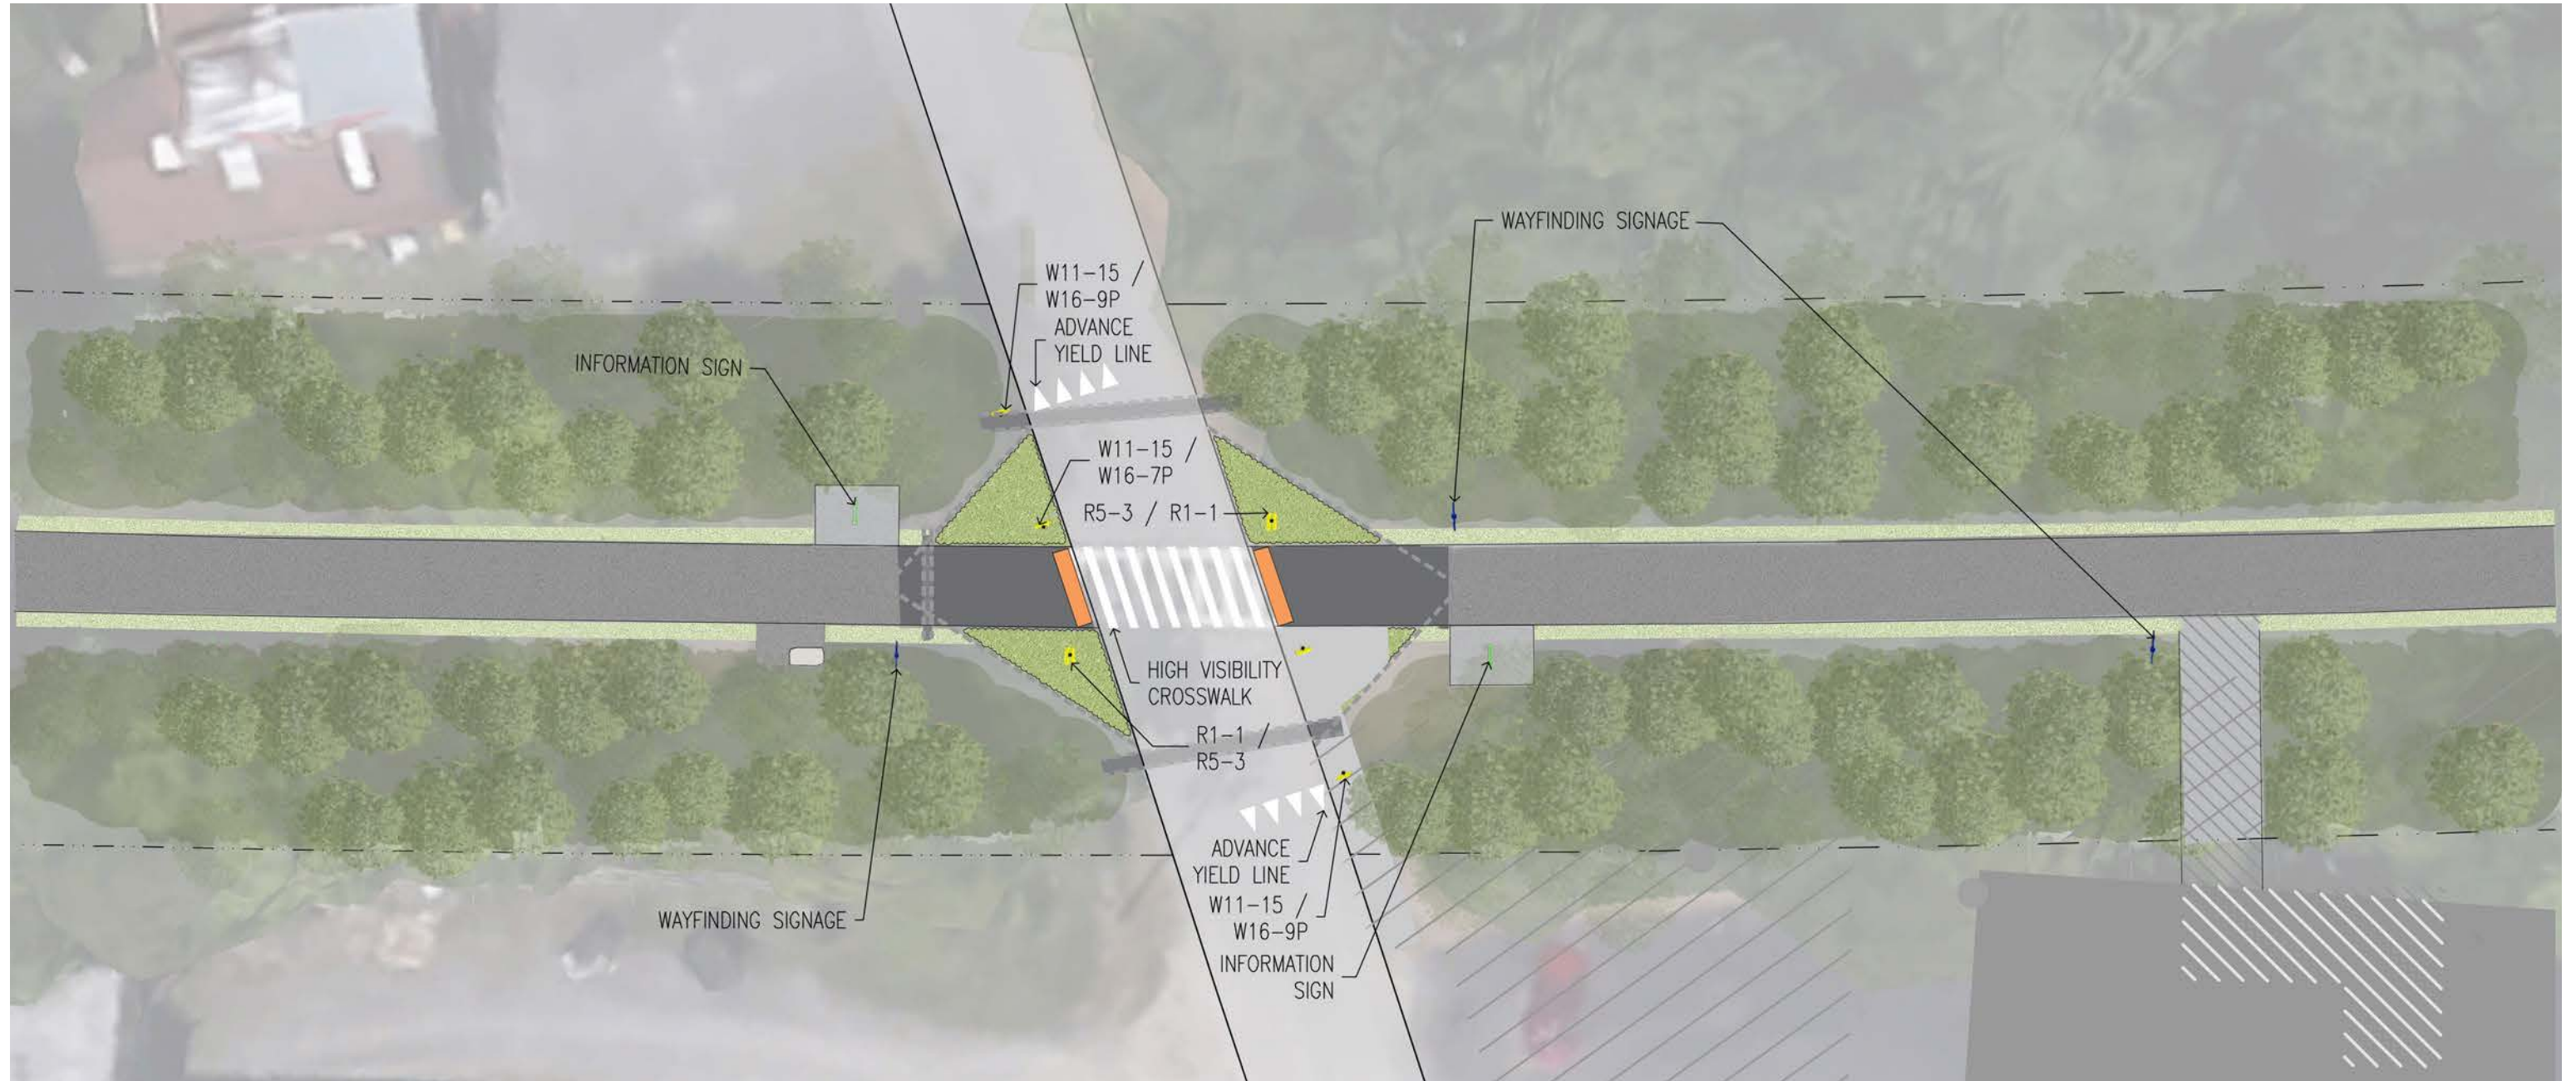 WAYFINDING SIGNAGE
W11-15 /
W16-9P
ADVANCE
YIELD LINE
INFORMATION SIGN
W11-15 /
W16-7P
R5-3 / R1-1
HIGH VISIBILITY
CROSSWALK
R1-1 /
R5-3
ADVANCE
YIELD LINE
W11-15 /
W16-9P
WAYFINDING SIGNAGE
INFORMATION
SIGN